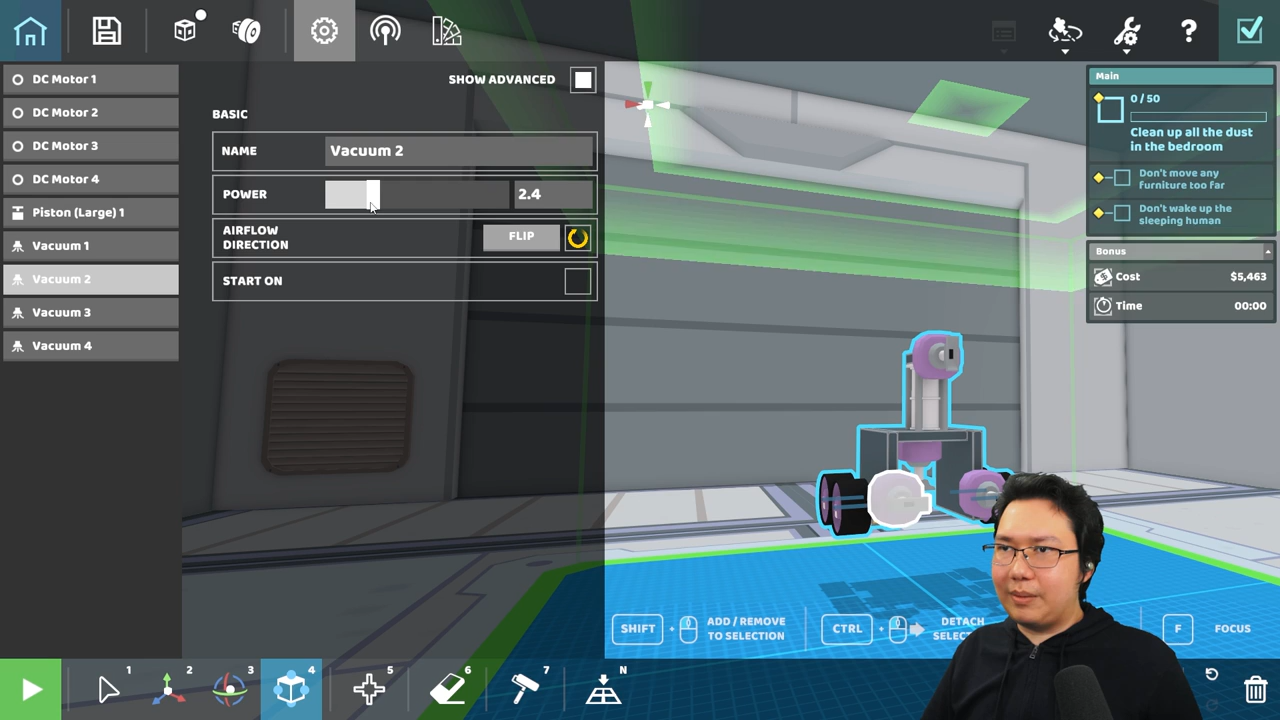 DC Motor 1
DC Motor 2
DC Motor 3
DC Motor 4
Piston (Large) 1
Vacuum 1
Vacuum 2
Vacuum 3
Vacuum 4
SHOW ADVANCED
BASIC
NAME
Vacuum 2
POWER
2.4
AIRFLOW
DIRECTION
FLIP
START ON
?
Main
0 / 50
Clean up all the dust
in the bedroom
Don't move any
furniture too far
Don't wake up the
sleeping human
Bonus
Cost
$5,463
Time
00:00
SHIFT
+
ADD / REMOVE
TO SELECTION
CTRL
+
DETACH
F
FOCUS
1
2
3
4
5
6
7
N